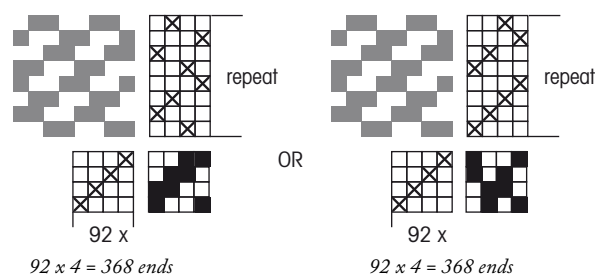 repeat
repeat
OR
92 x
92 x
92 x 4 = 368 ends
92 x 4 = 368 ends